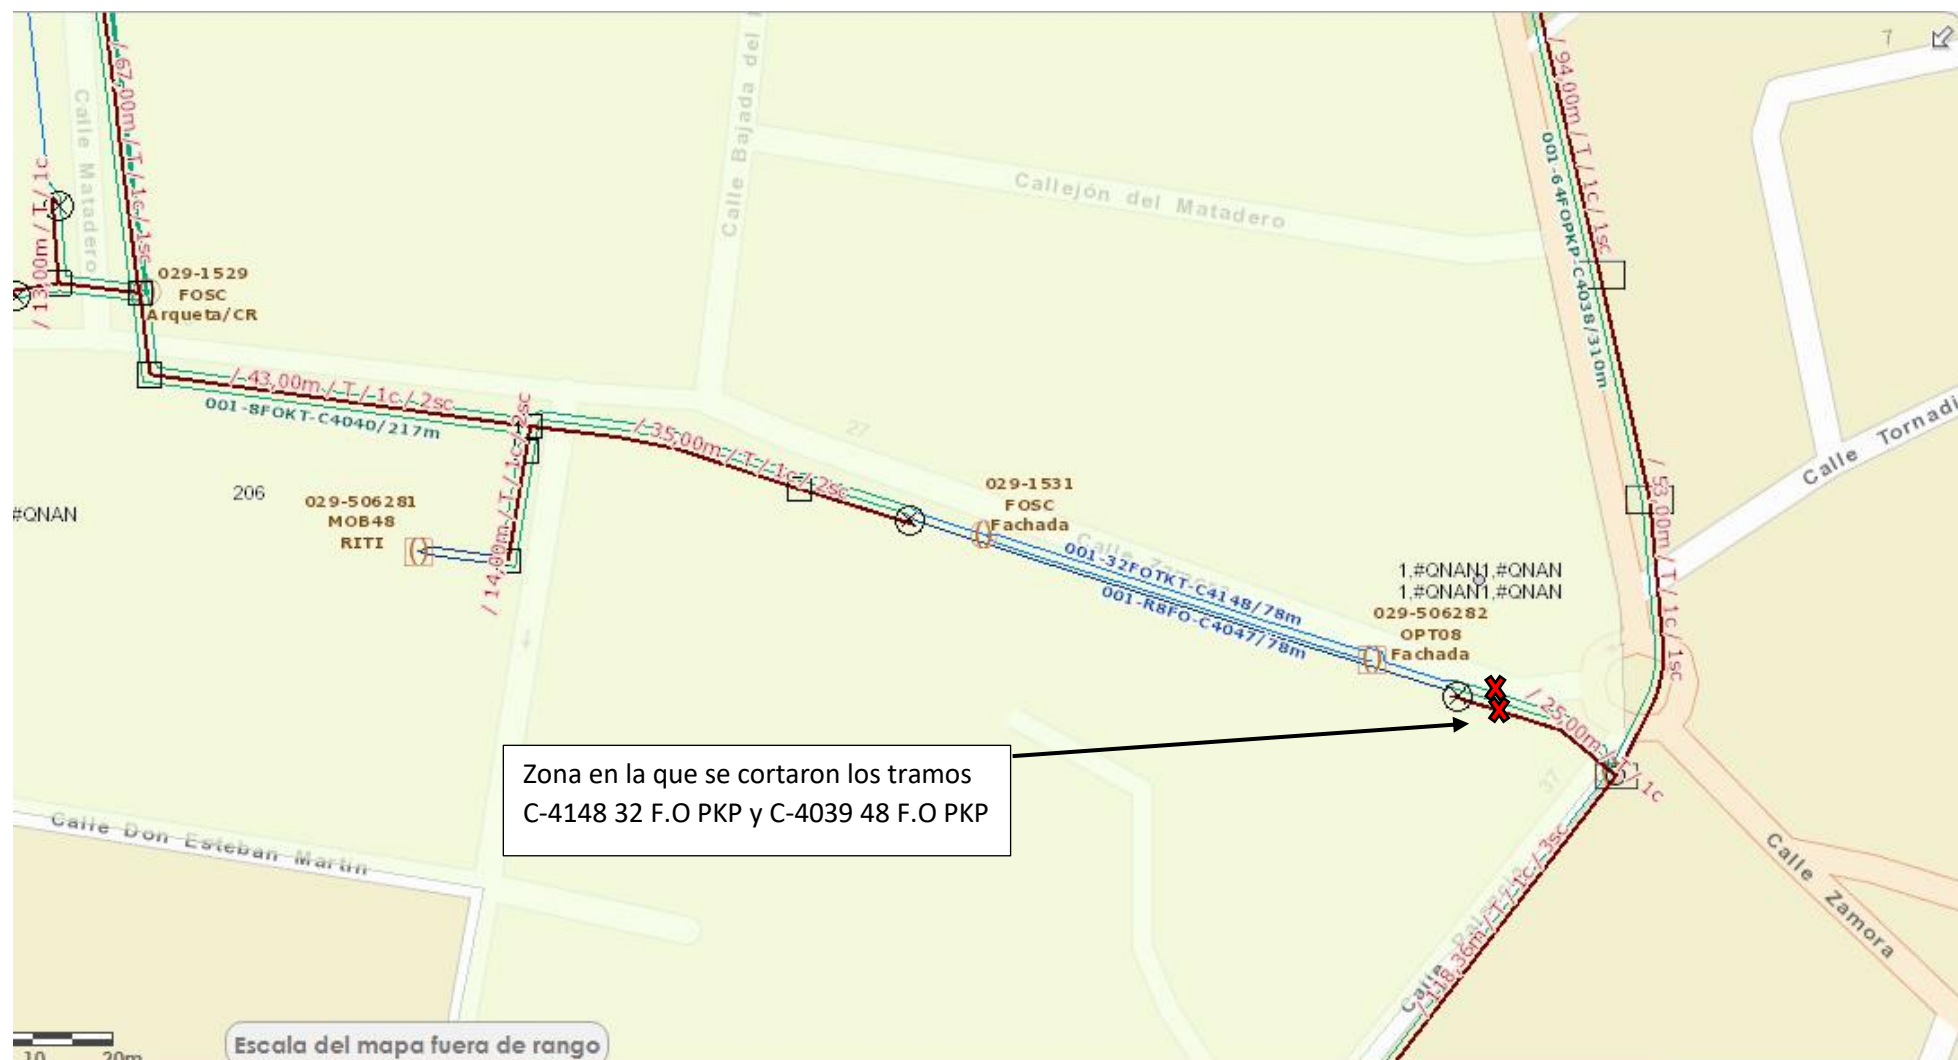 7
/ 67,00m / T / 1c / 1sc
Calle Matadero
/ 13,00m / T / 1c
029-1529
FOSC
Arqueta/CR
Calle Bajada del
Callejón del Matadero
/ 94,00m / T / 1c / 1sc
001-64FOPKP-C4038/310m
/ 43,00m / T / 1c / 2sc
001-8FOKT-C4040/217m
/ 35,00m / T / 1c / 2sc
27
/ 14,00m / T / 1c / 2sc
206
#QNAN
029-506281
MOB48
RITI
029-1531
FOSC
Fachada
Calle
001-32FOTKT-C4148/78m
001-R8FO-C4047/78m
1,#QNAN1,#QNAN
1,#QNAN1,#QNAN
029-506282
OPT08
Fachada
/ 53,00m / T / 1c / 1sc
Calle Tornadi
/ 25,00m / T / 1c
37
Zona en la que se cortaron los tramos
C-4148 32 F.O PKP y C-4039 48 F.O PKP
Calle Don Esteban Martín
Calle
/ 118,36m / T / 1c / 3sc
Calle Zamora
10 20m
Escala del mapa fuera de rango